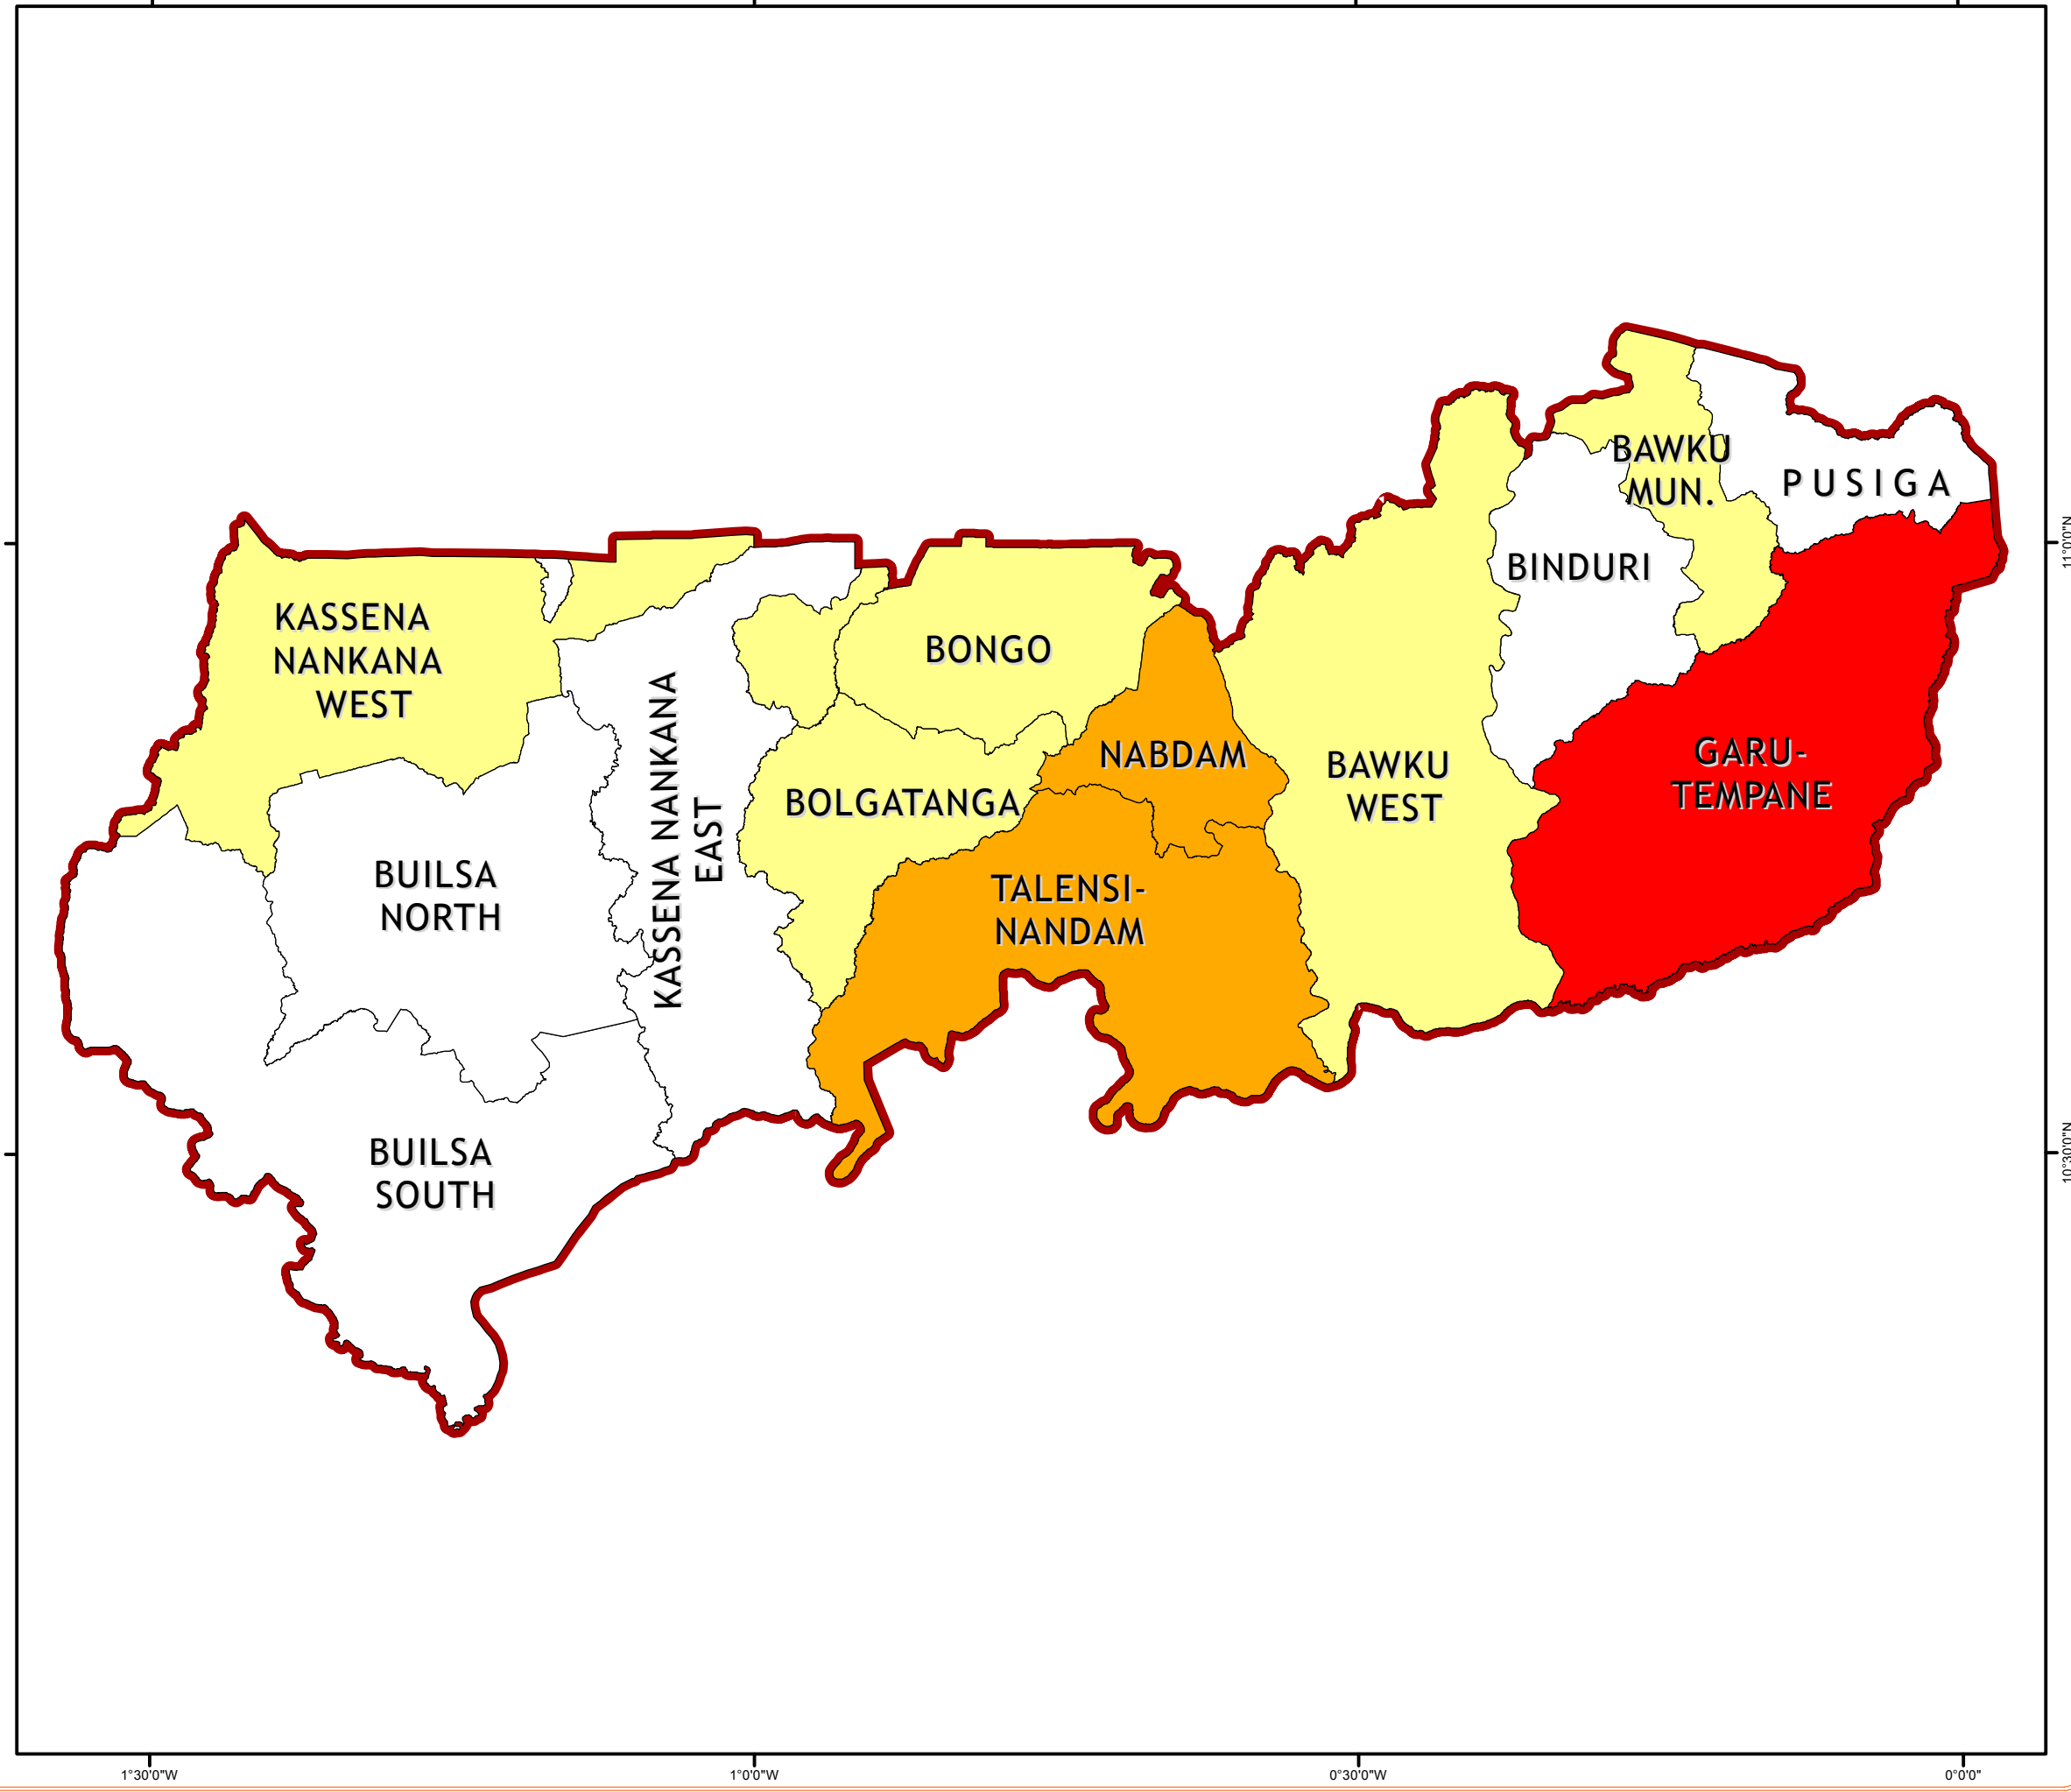 BAWKU
MUN.
PUSIGA
11°0'0"N
BINDURI
KASSENA
NANKANA
WEST
BONGO
KASSENA NANKANA
EAST
NABDAM
BAWKU
WEST
GARU-
TEMPANE
BOLGATANGA
BUILSA
NORTH
TALENSI-
NANDAM
BUILSA
SOUTH
10°30'0"N
1°30'0"W
1°0'0"W
0°30'0"W
0°0'0"